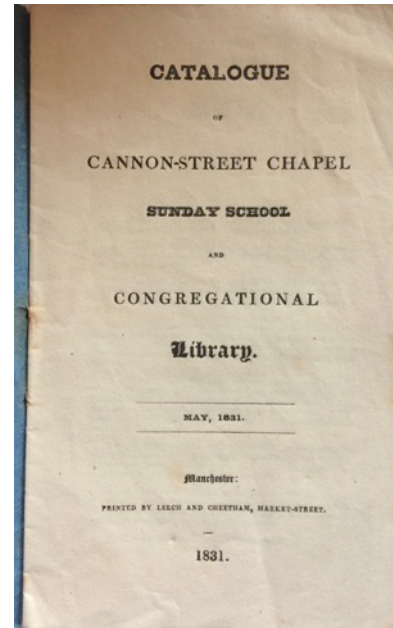 CATALOGUE
OF
CANNON-STREET CHAPEL
SUNDAY SCHOOL
AND
CONGREGATIONAL
Library.
MAY, 1831.
Manchester:
PRINTED BY LEECH AND CHEETHAM, MARKET-STREET.
1831.